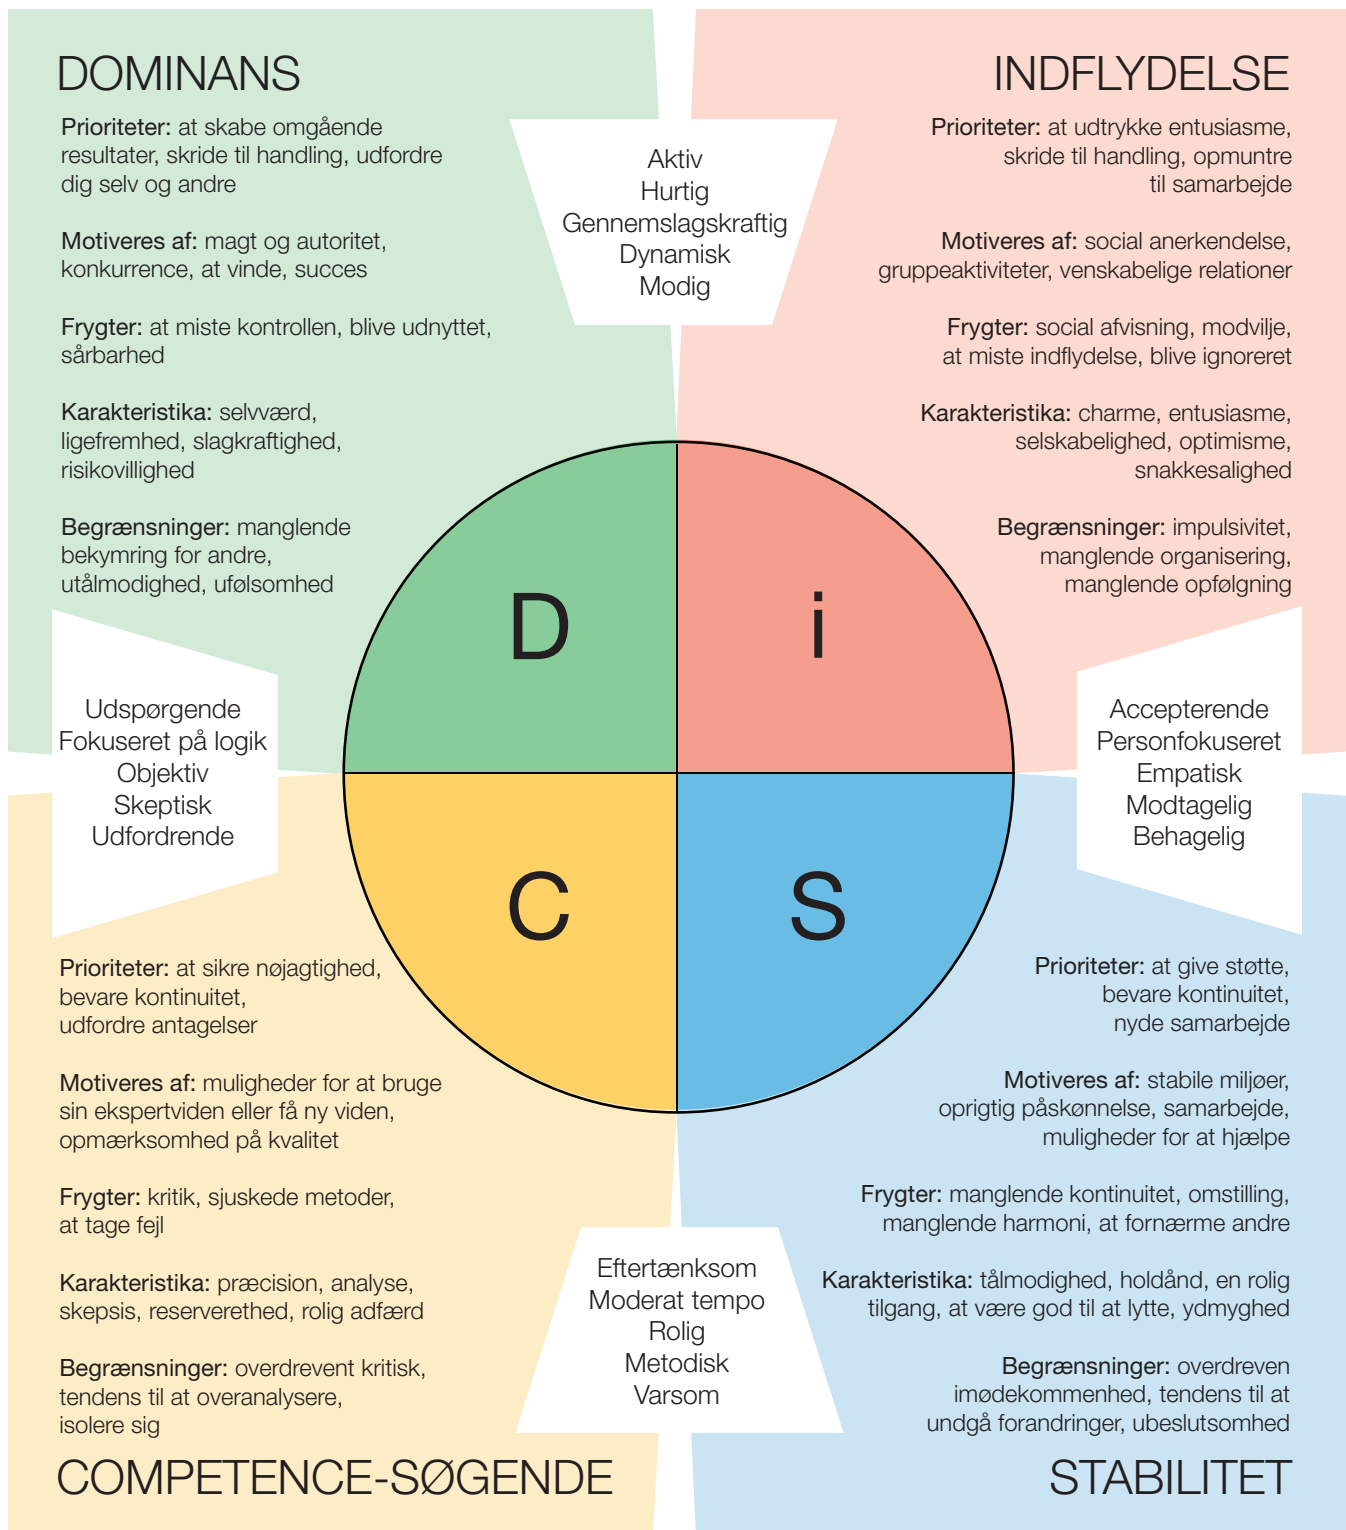 DOMINANS
Prioriteter: at skabe omgående
resultater, skride til handling, udfordre
dig selv og andre
Motiveres af: magt og autoritet,
konkurrence, at vinde, succes
Frygter: at miste kontrollen, blive udnyttet,
sårbarhed
Karakteristika: selvværd,
ligefremhed, slagkraftighed,
risikovillighed
Begrænsninger: manglende
bekymring for andre,
utålmodighed, ufølsomhed
Aktiv
Hurtig
Gennemslagskraftig
Dynamisk
Modig
INDFLYDELSE
Prioriteter: at udtrykke entusiasme,
skride til handling, opmuntre
til samarbejde
Motiveres af: social anerkendelse,
gruppeaktiviteter, venskabelige relationer
Frygter: social afvisning, modvilje,
at miste indflydelse, blive ignoreret
Karakteristika: charme, entusiasme,
selskabelighed, optimisme,
snakkesalighed
Begrænsninger: impulsivitet,
manglende organisering,
manglende opfølgning
D
i
Udspørgende
Fokuseret på logik
Objektiv
Skeptisk
Udfordrende
Accepterende
Personfokuseret
Empatisk
Modtagelig
Behagelig
C
S
Prioriteter: at sikre nøjagtighed,
bevare kontinuitet,
udfordre antagelser
Motiveres af: muligheder for at bruge
sin ekspertviden eller få ny viden,
opmærksomhed på kvalitet
Frygter: kritik, sjuskede metoder,
at tage fejl
Karakteristika: præcision, analyse,
skepsis, reserverethed, rolig adfærd
Begrænsninger: overdrevent kritisk,
tendens til at overanalysere,
isolere sig
COMPETENCE-SØGENDE
Eftertænksom
Moderat tempo
Rolig
Metodisk
Varsom
Prioriteter: at give støtte,
bevare kontinuitet,
nyde samarbejde
Motiveres af: stabile miljøer,
oprigtig påskønnelse, samarbejde,
muligheder for at hjælpe
Frygter: manglende kontinuitet, omstilling,
manglende harmoni, at fornærme andre
Karakteristika: tålmodighed, holdånd, en rolig
tilgang, at være god til at lytte, ydmyghed
Begrænsninger: overdreven
imødekommenhed, tendens til at
undgå forandringer, ubeslutsomhed
STABILITET